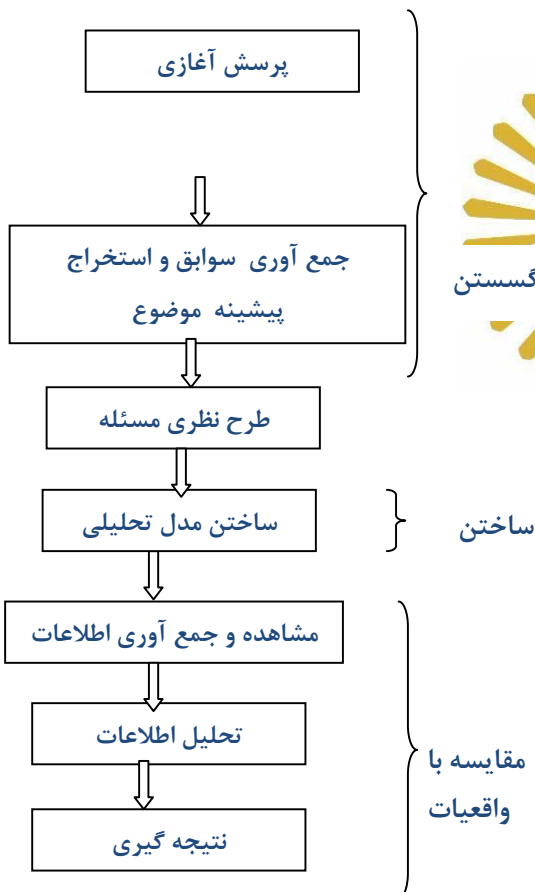 پرسش آغازی
جمع آوری سوابق و استخراج
پیشینه موضوع
گسستن
طرح نظری مسئله
ساختن مدل تحلیلی
ساختن
مشاهده و جمع آوری اطلاعات
تحلیل اطلاعات
مقایسه با
واقعیات
نتیجه گیری